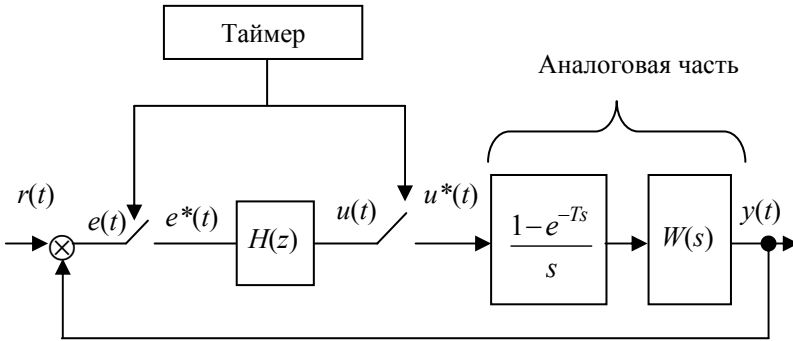 Таймер
Аналоговая часть
r(t)
e(t)
e*(t)
H(z)
u(t)
u*(t)
1−e^{−Ts}
s
W(s)
y(t)